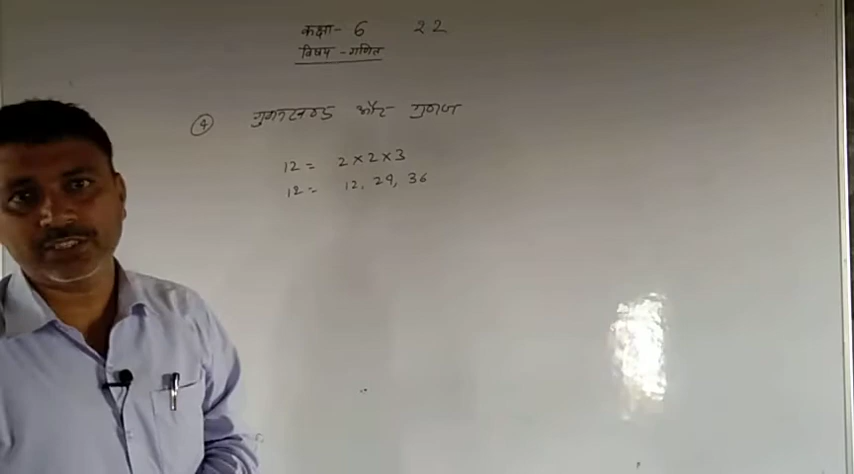 कक्षा- 6 22
विषय - गणित
④ गुणनखण्ड और गुणज
12 = 2 × 2 × 3
12 = 12, 24, 36